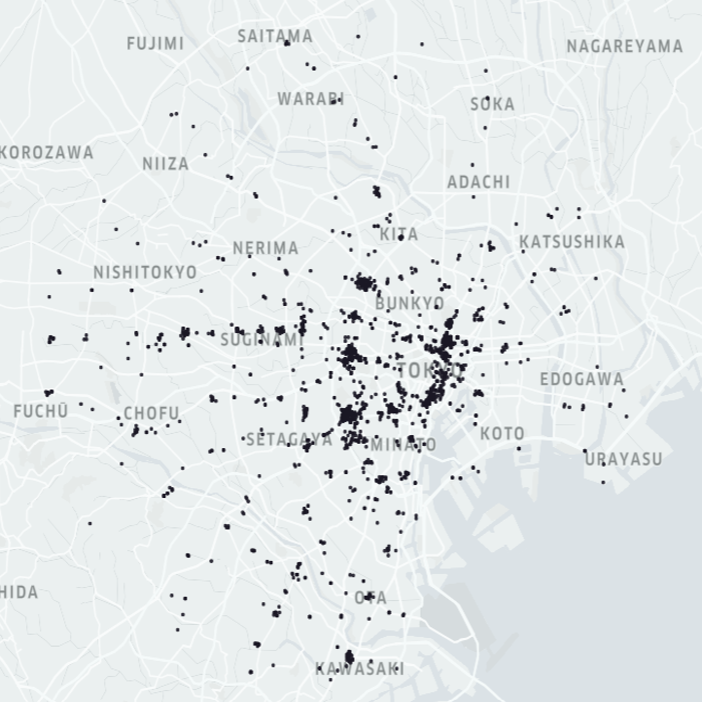 SAITAMA
FUJIMI
NAGAREYAMA
WARABI
SOKA
KOROZAWA
NIIZA
ADACHI
KITA
KATSUSHIKA
NERIMA
NISHITOKYO
BUNKYO
SUGINAMI
TOKYO
EDOGAWA
FUCHŪ
CHOFU
KOTO
SETAGAYA
MINATO
URAYASU
HIDA
OTA
KAWASAKI